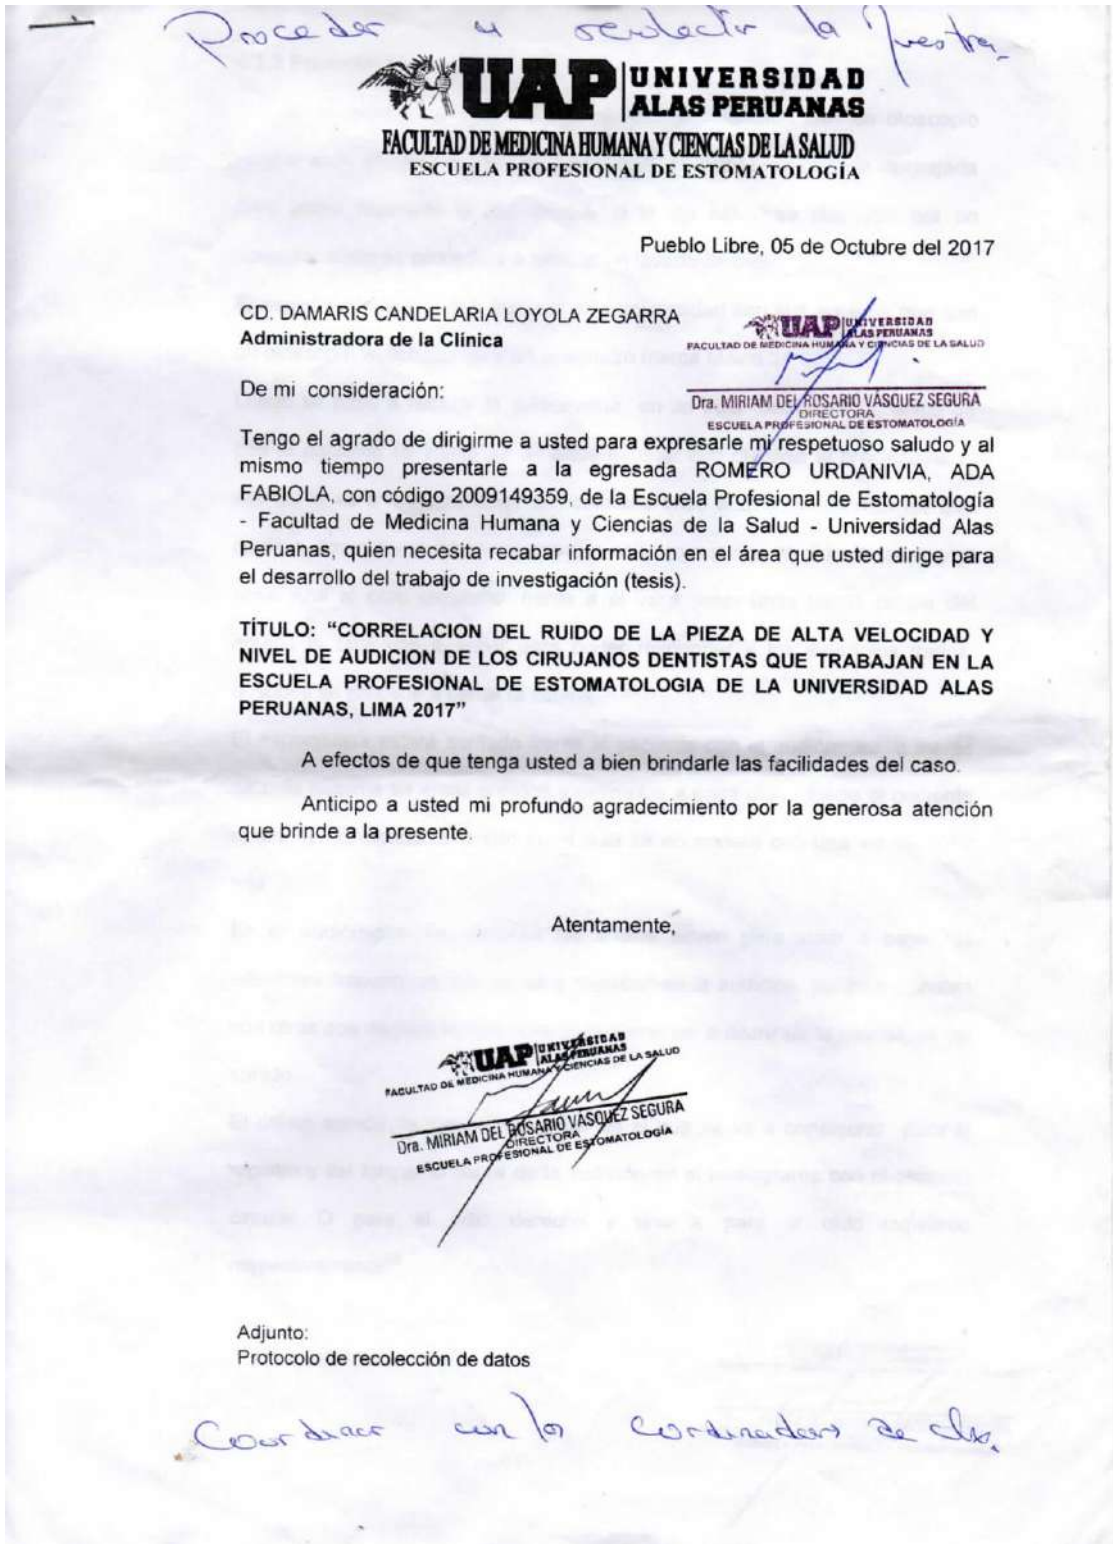 Proceder a recolectar la muestra.
UAP UNIVERSIDAD
ALAS PERUANAS
FACULTAD DE MEDICINA HUMANA Y CIENCIAS DE LA SALUD
ESCUELA PROFESIONAL DE ESTOMATOLOGÍA
Pueblo Libre, 05 de Octubre del 2017
CD. DAMARIS CANDELARIA LOYOLA ZEGARRA
Administradora de la Clínica
UAP UNIVERSIDAD
ALAS PERUANAS
FACULTAD DE MEDICINA HUMANA Y CIENCIAS DE LA SALUD
Dra. MIRIAM DEL ROSARIO VÁSQUEZ SEGURA
DIRECTORA
ESCUELA PROFESIONAL DE ESTOMATOLOGÍA
De mi consideración:
Tengo el agrado de dirigirme a usted para expresarle mi respetuoso saludo y al
mismo tiempo presentarle a la egresada ROMERO URDANIVIA, ADA
FABIOLA, con código 2009149359, de la Escuela Profesional de Estomatología
- Facultad de Medicina Humana y Ciencias de la Salud - Universidad Alas
Peruanas, quien necesita recabar información en el área que usted dirige para
el desarrollo del trabajo de investigación (tesis).
TÍTULO: “CORRELACION DEL RUIDO DE LA PIEZA DE ALTA VELOCIDAD Y
NIVEL DE AUDICION DE LOS CIRUJANOS DENTISTAS QUE TRABAJAN EN LA
ESCUELA PROFESIONAL DE ESTOMATOLOGIA DE LA UNIVERSIDAD ALAS
PERUANAS, LIMA 2017”
A efectos de que tenga usted a bien brindarle las facilidades del caso.
Anticipo a usted mi profundo agradecimiento por la generosa atención
que brinde a la presente.
Atentamente,
UAP UNIVERSIDAD
ALAS PERUANAS
FACULTAD DE MEDICINA HUMANA Y CIENCIAS DE LA SALUD
Dra. MIRIAM DEL ROSARIO VÁSQUEZ SEGURA
DIRECTORA
ESCUELA PROFESIONAL DE ESTOMATOLOGÍA
Adjunto:
Protocolo de recolección de datos
Coordinar con los Cordinadores de